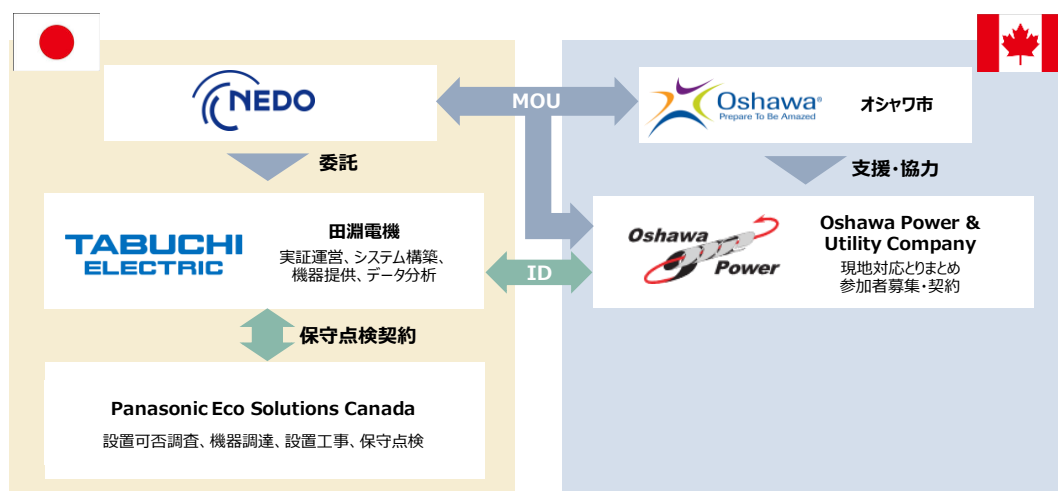 NEDO
MOU
Oshawa®
Prepare To Be Amazed
オシャワ市
委託
支援・協力
TABUCHI
ELECTRIC
田淵電機
実証運営、システム構築、
機器提供、データ分析
ID
Oshawa
Power
Oshawa Power &
Utility Company
現地対応とりまとめ
参加者募集・契約
保守点検契約
Panasonic Eco Solutions Canada
設置可否調査、機器調達、設置工事、保守点検